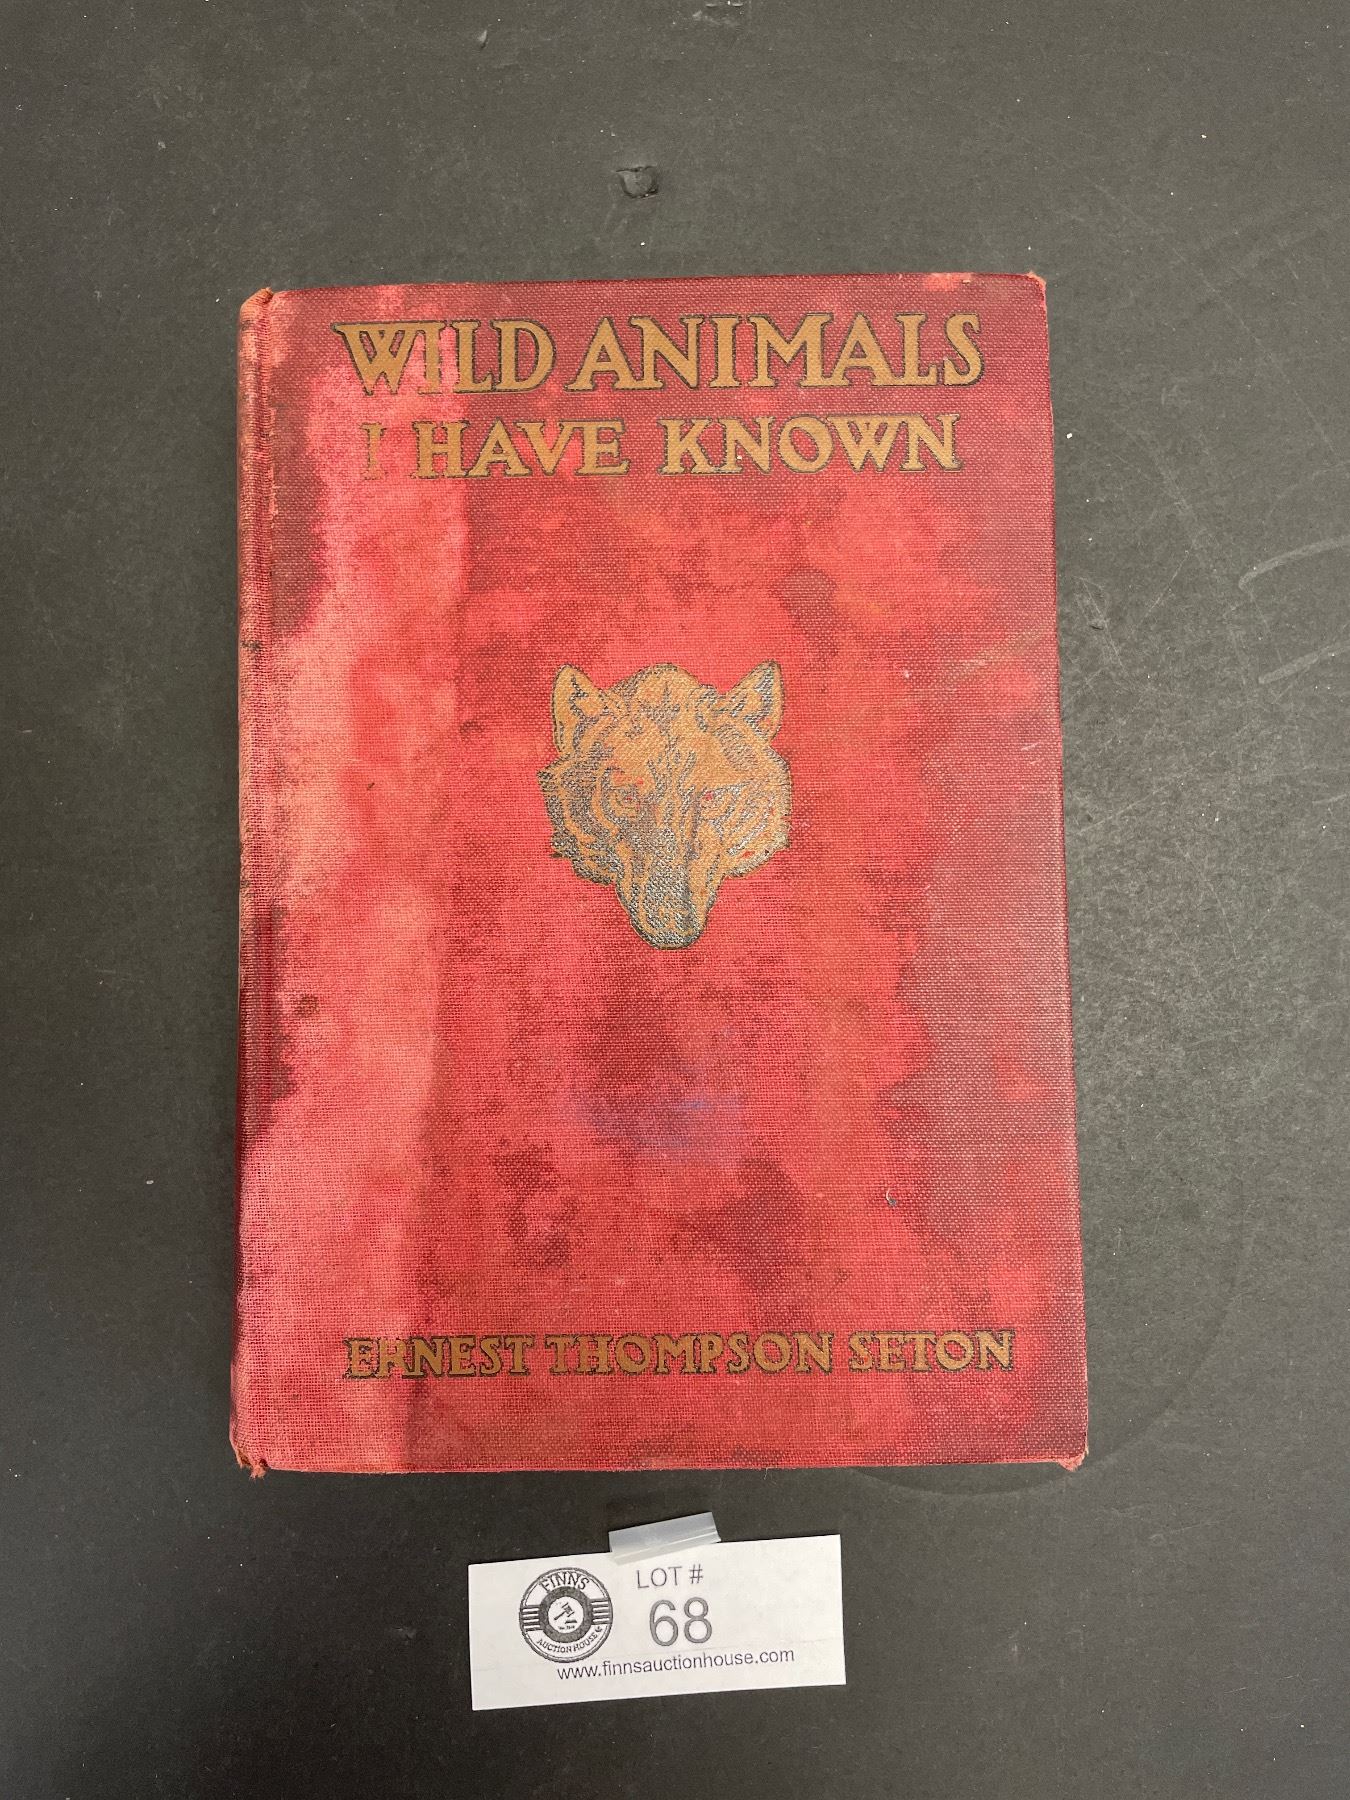 WILD ANIMALS
I HAVE KNOWN
ERNEST THOMPSON SETON
LOT #
68
FINNS
AUCTION HOUSE
www.finnsauctionhouse.com